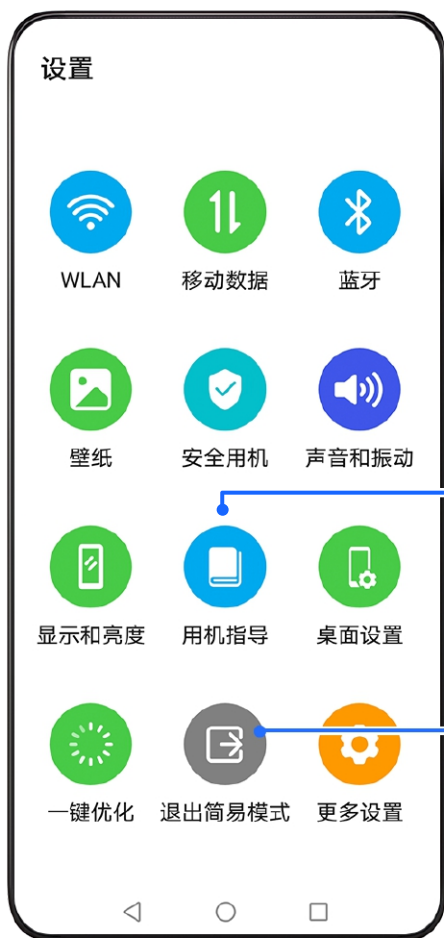 设置
WLAN 移动数据 蓝牙
壁纸 安全用机 声音和振动
显示和亮度 用机指导 桌面设置
一键优化 退出简易模式 更多设置